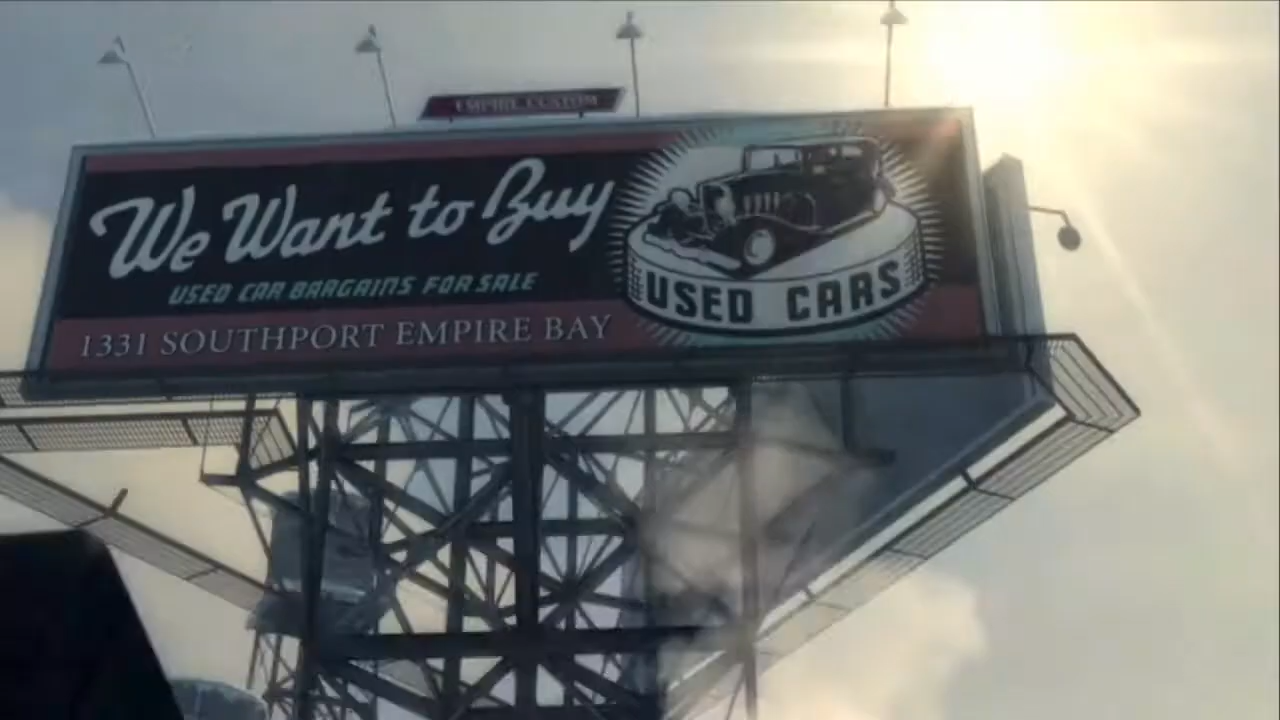 EMPIRE CUSTOM
We Want to Buy
USED CAR BARGAINS FOR SALE
1331 SOUTHPORT EMPIRE BAY
USED CARS